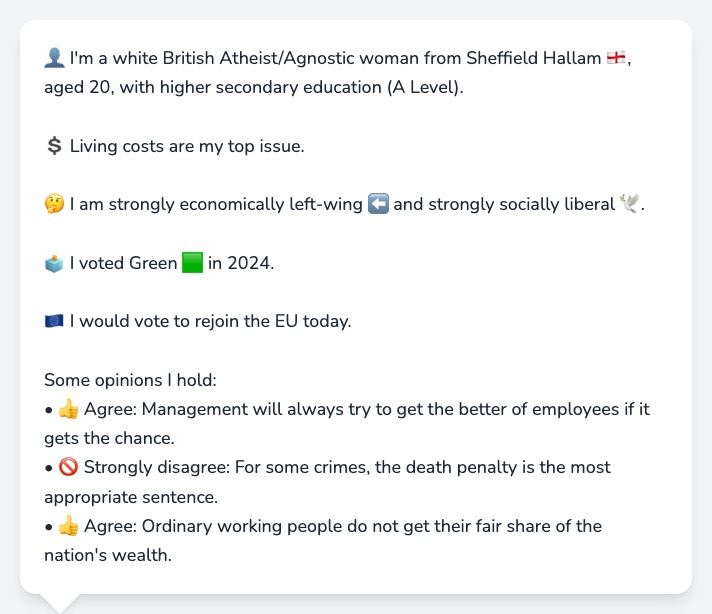 👤 I'm a white British Atheist/Agnostic woman from Sheffield Hallam 🏴󠁧󠁢󠁥󠁮󠁧󠁿,
aged 20, with higher secondary education (A Level).
💲 Living costs are my top issue.
🤔 I am strongly economically left-wing ⬅️ and strongly socially liberal 🕊️.
🗳️ I voted Green 🟩 in 2024.
🇪🇺 I would vote to rejoin the EU today.
Some opinions I hold:
• 👍 Agree: Management will always try to get the better of employees if it
gets the chance.
• 🚫 Strongly disagree: For some crimes, the death penalty is the most
appropriate sentence.
• 👍 Agree: Ordinary working people do not get their fair share of the
nation's wealth.